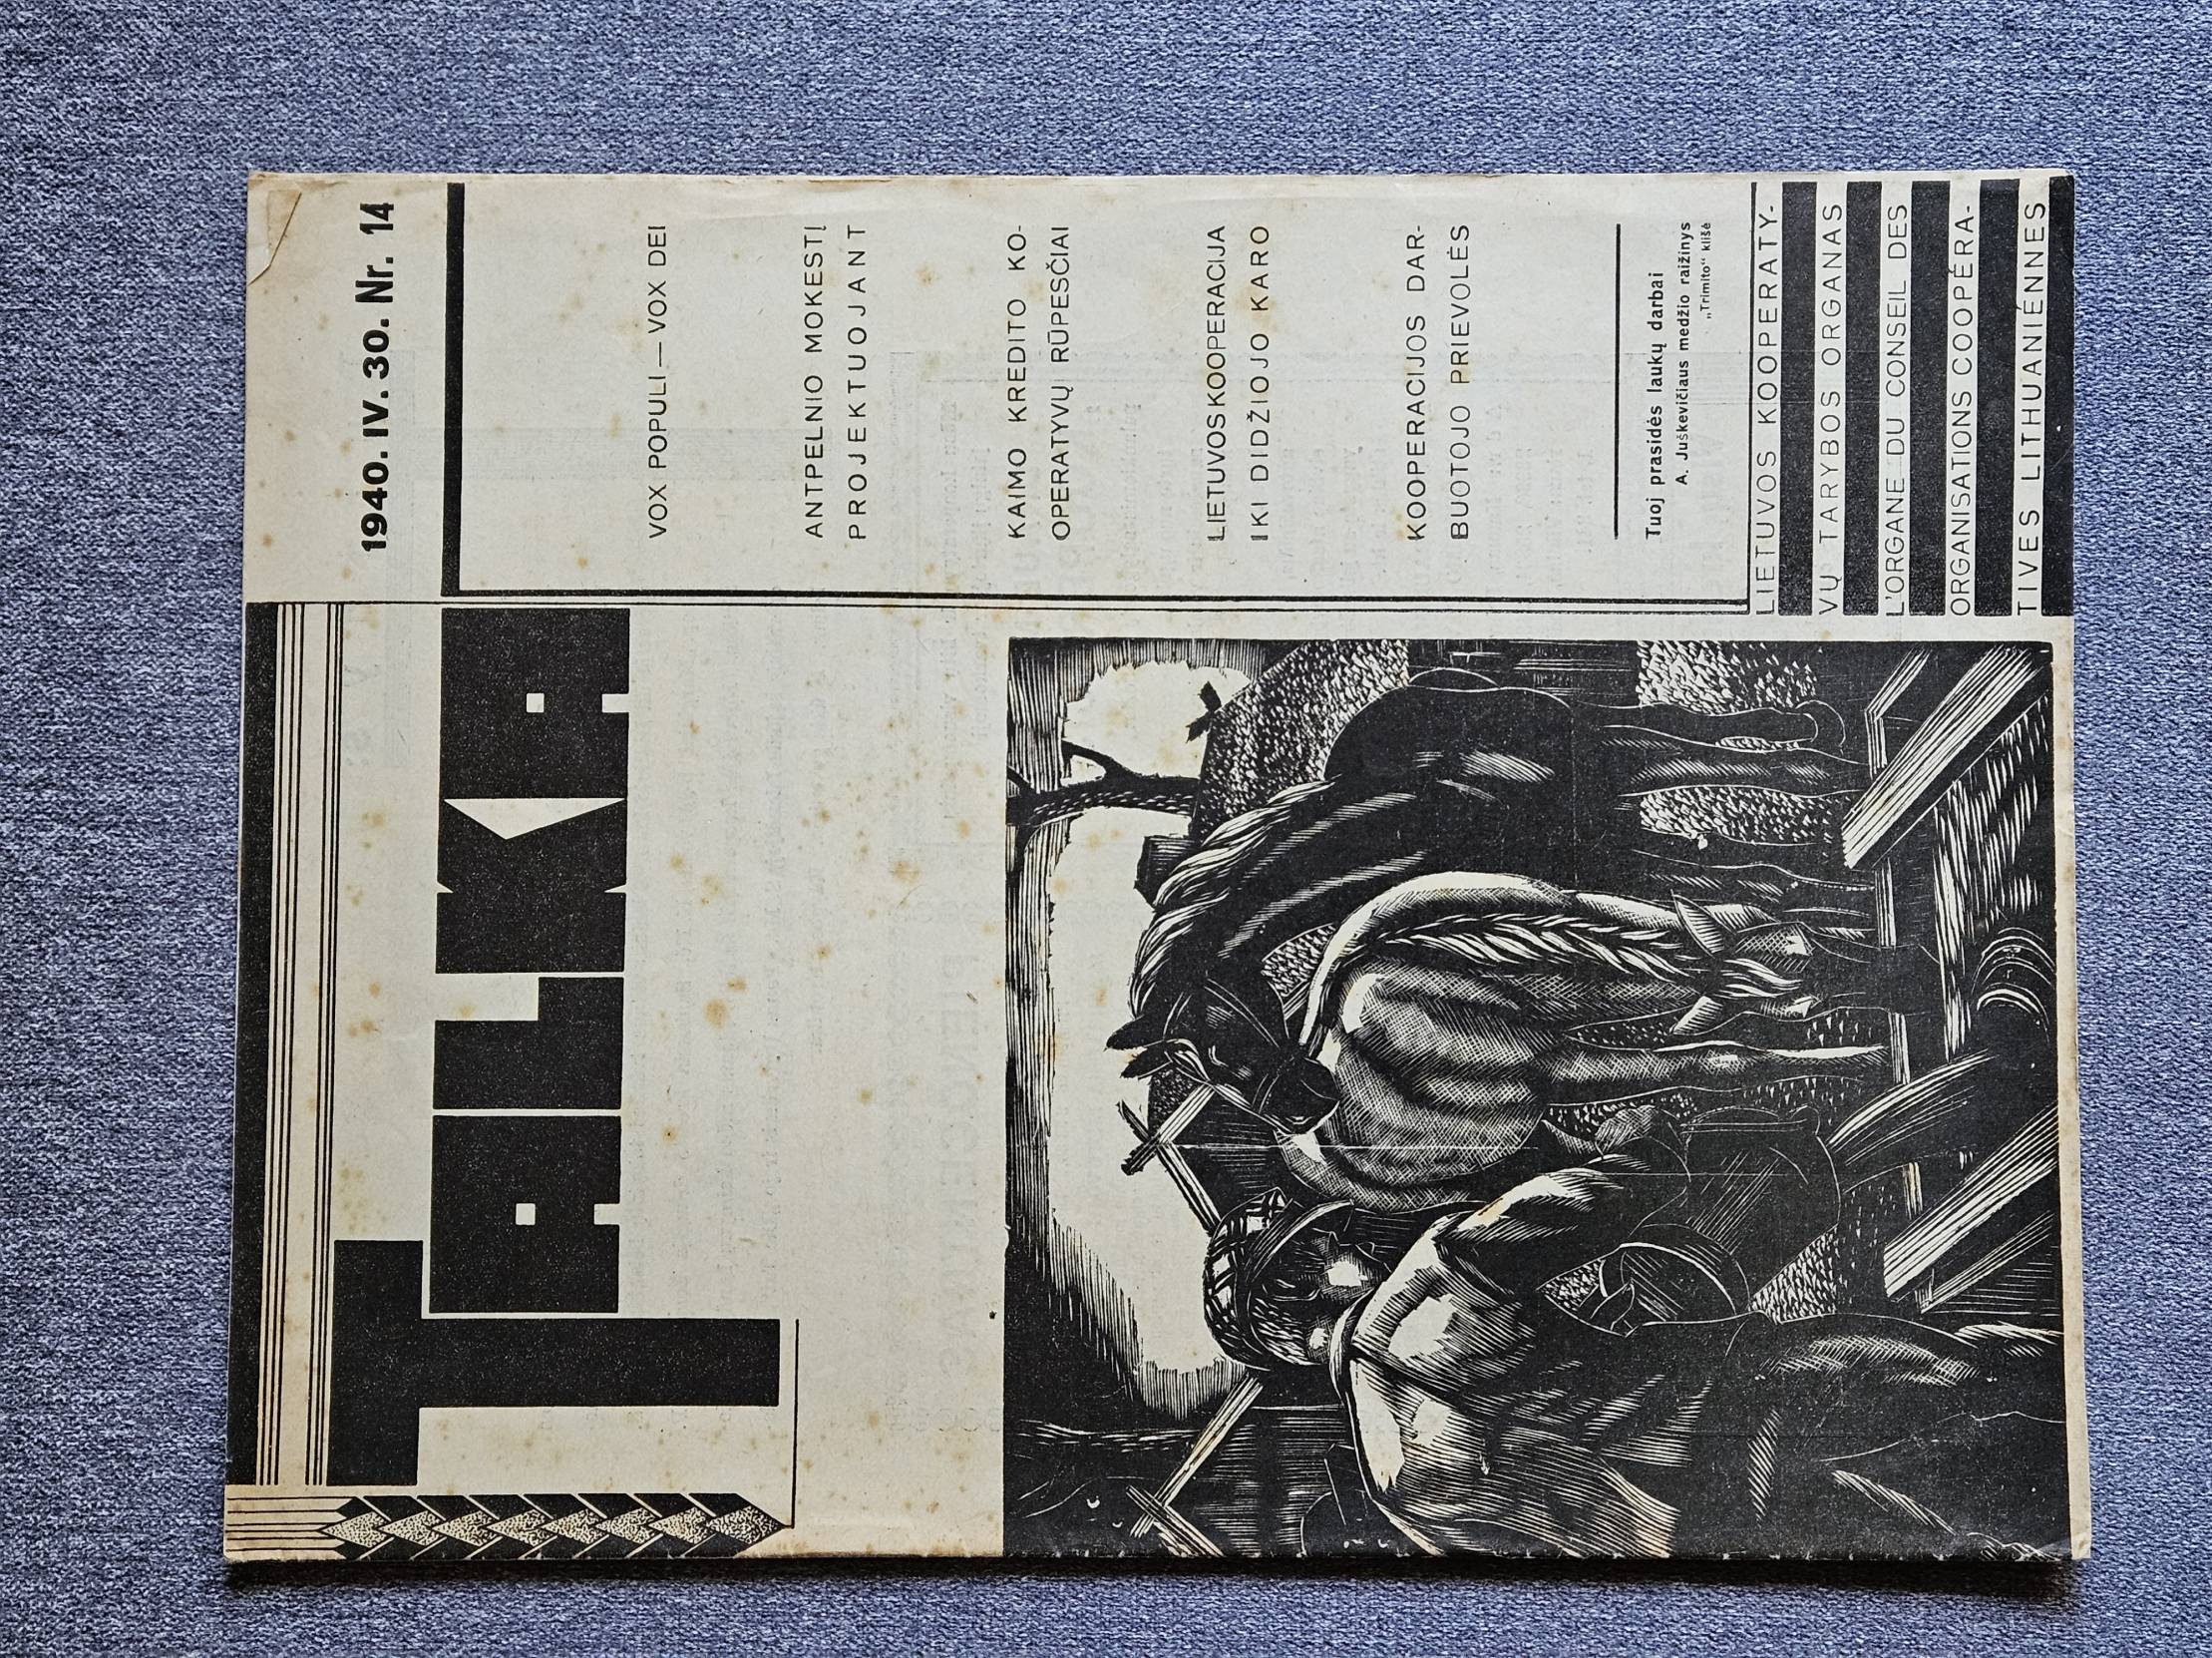 1940. IV. 30. Nr. 14
TALKA
VOX POPULI — VOX DEI
ANTPELNIO MOKESTĮ
PROJEKTUOJANT
KAIMO KREDITO KO-
OPERATYVŲ RŪPESČIAI
LIETUVOS KOOPERACIJA
IKI DIDŽIOJO KARO
KOOPERACIJOS DAR-
BUOTOJO PRIEVOLĖS
Tuoj prasidės laukų darbai
A. Juškevičiaus medžio raižinys
„Trimito“ klišė
LIETUVOS KOOPERATY-
VŲ TARYBOS ORGANAS
L'ORGANE DU CONSEIL DES
ORGANISATIONS COOPÉRA-
TIVES LITHUANIÉNNES